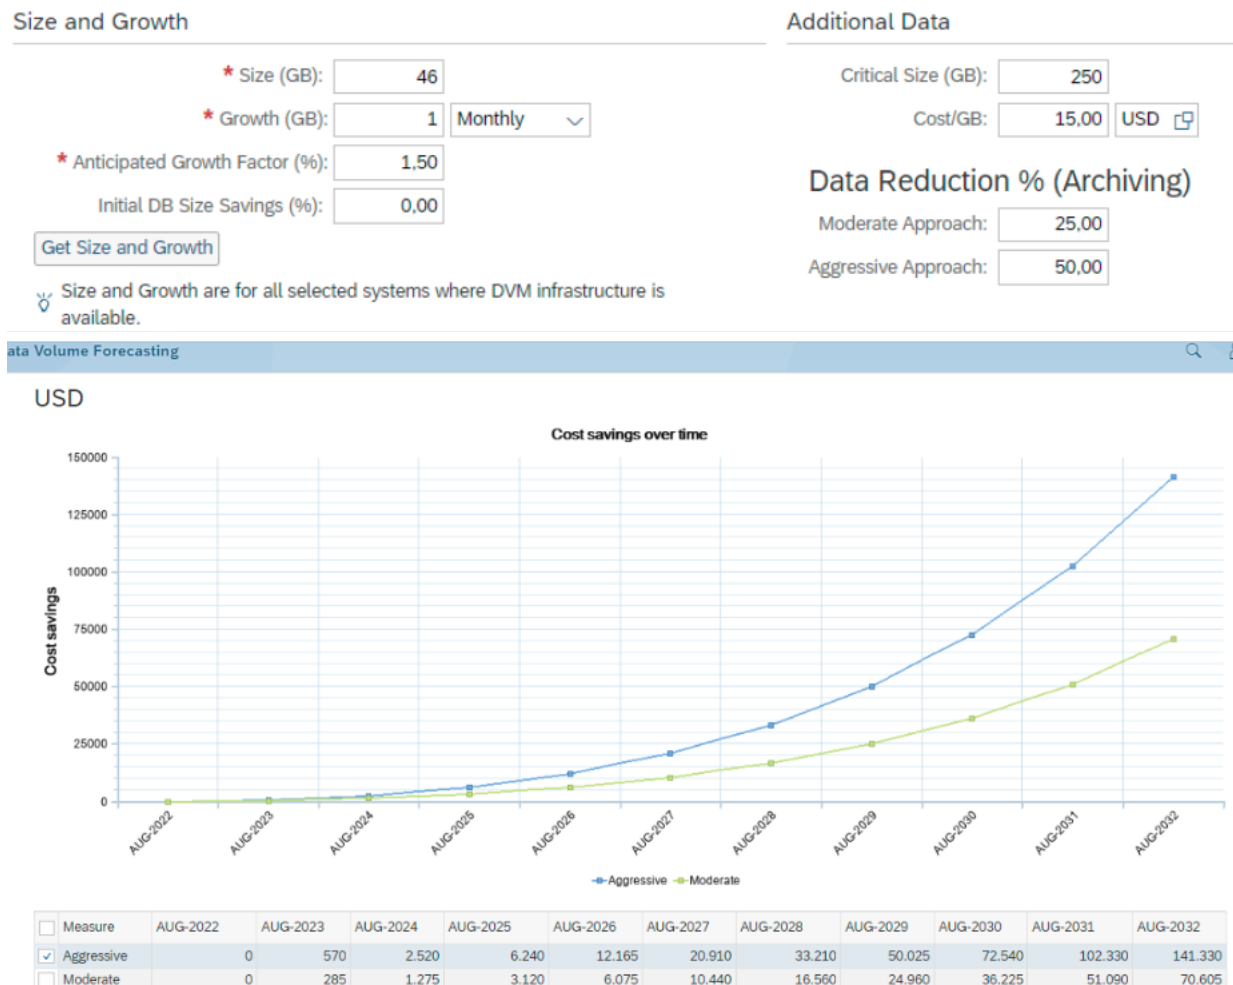 Size and Growth
Additional Data
* Size (GB): 46
Critical Size (GB): 250
* Growth (GB): 1 Monthly
Cost/GB: 15,00 USD
* Anticipated Growth Factor (%): 1,50
Data Reduction % (Archiving)
Initial DB Size Savings (%): 0,00
Moderate Approach: 25,00
Get Size and Growth
Aggressive Approach: 50,00
Size and Growth are for all selected systems where DVM infrastructure is
available.
ata Volume Forecasting
USD
Cost savings over time
150000
125000
100000
75000
50000
25000
0
Cost savings
AUG-2022 AUG-2023 AUG-2024 AUG-2025 AUG-2026 AUG-2027 AUG-2028 AUG-2029 AUG-2030 AUG-2031 AUG-2032
Aggressive Moderate
Measure AUG-2022 AUG-2023 AUG-2024 AUG-2025 AUG-2026 AUG-2027 AUG-2028 AUG-2029 AUG-2030 AUG-2031 AUG-2032
Aggressive 0 570 2.520 6.240 12.165 20.910 33.210 50.025 72.540 102.330 141.330
Moderate 0 285 1.275 3.120 6.075 10.440 16.560 24.960 36.225 51.090 70.605